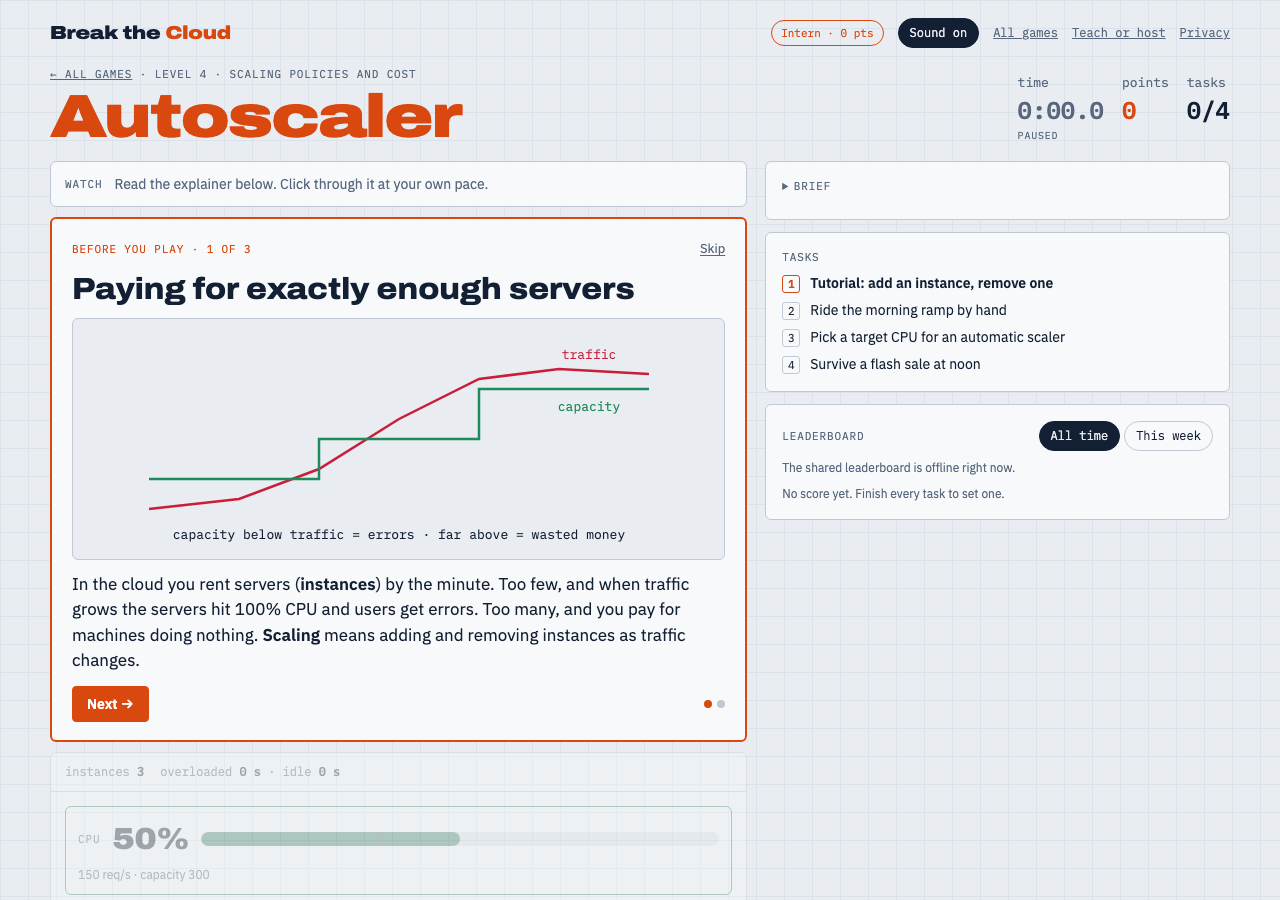 Break the Cloud
Intern · 0 pts
Sound on
All games
Teach or host
Privacy
← ALL GAMES · LEVEL 4 · SCALING POLICIES AND COST
Autoscaler
time
0:00.0
PAUSED
points
0
tasks
0/4
WATCH Read the explainer below. Click through it at your own pace.
BEFORE YOU PLAY · 1 OF 3
Skip
Paying for exactly enough servers
traffic
capacity
capacity below traffic = errors · far above = wasted money
In the cloud you rent servers (instances) by the minute. Too few, and when traffic
grows the servers hit 100% CPU and users get errors. Too many, and you pay for
machines doing nothing. Scaling means adding and removing instances as traffic
changes.
Next →
instances 3 overloaded 0 s · idle 0 s
CPU 50%
150 req/s · capacity 300
BRIEF
TASKS
1 Tutorial: add an instance, remove one
2 Ride the morning ramp by hand
3 Pick a target CPU for an automatic scaler
4 Survive a flash sale at noon
LEADERBOARD
All time
This week
The shared leaderboard is offline right now.
No score yet. Finish every task to set one.